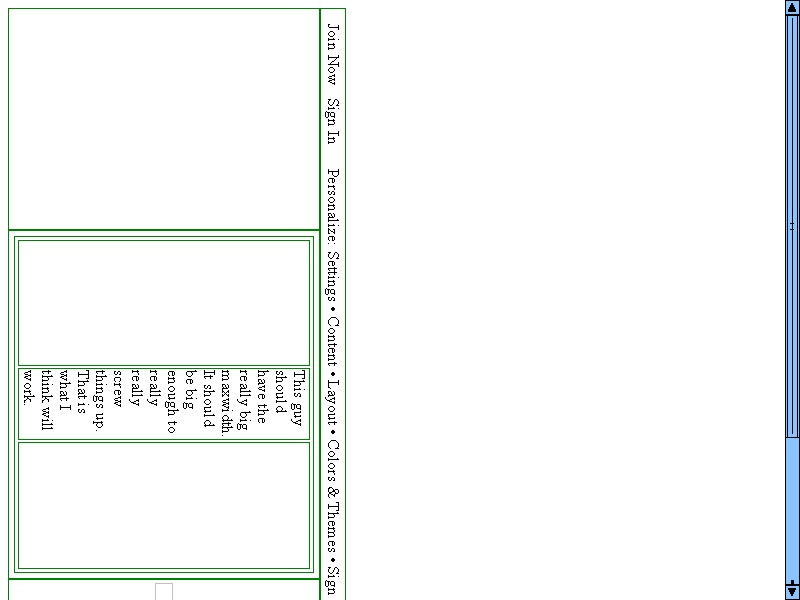 Join Now Sign In Personalize: Settings • Content • Layout • Colors & Themes • Sign
This guy
should
have the
really big
maxwidth.
It should
be big
enough to
really
really
screw
things up.
That is
what I
think will
work.